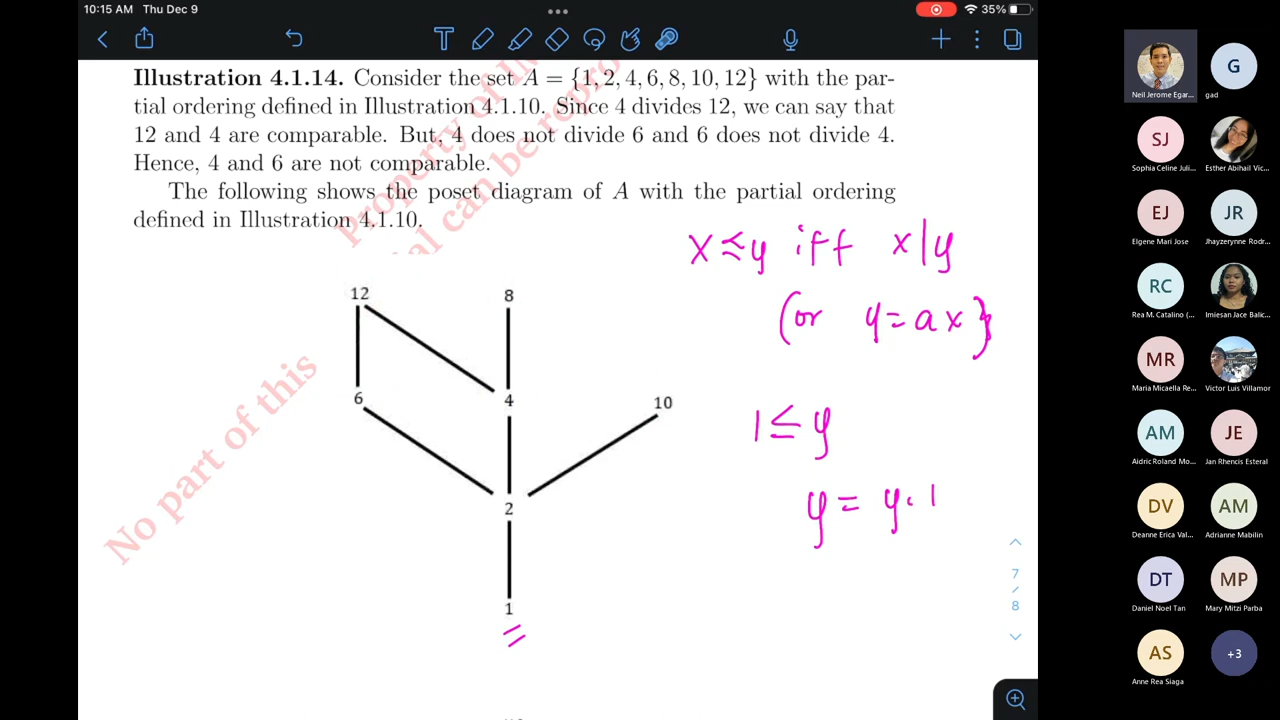 10:15 AM Thu Dec 9
35%
Illustration 4.1.14. Consider the set A = {1, 2, 4, 6, 8, 10, 12} with the par-
tial ordering defined in Illustration 4.1.10. Since 4 divides 12, we can say that
12 and 4 are comparable. But, 4 does not divide 6 and 6 does not divide 4.
Hence, 4 and 6 are not comparable.
The following shows the poset diagram of A with the partial ordering
defined in Illustration 4.1.10.
x ≤ y iff x|y
(or y = ax}
1 ≤ y
y = y · 1
12
8
6
4
10
2
1
No part of this
Property of
al can be repro
7
/
8
Neil Jerome Egar...
G
gad
SJ
Sophia Celine Juli...
Esther Abihail Vic...
EJ
Elgene Mari Jose
JR
Jhayzerynne Rodr...
RC
Rea M. Catalino (...
Imiesan Jace Balic...
MR
Maria Micaella Re...
Victor Luis Villamor
AM
Aidric Roland Mo...
JE
Jan Rhencis Esteral
DV
Deanne Erica Val...
AM
Adrianne Mabilin
DT
Daniel Noel Tan
MP
Mary Mitzi Parba
AS
Anne Rea Siaga
+3